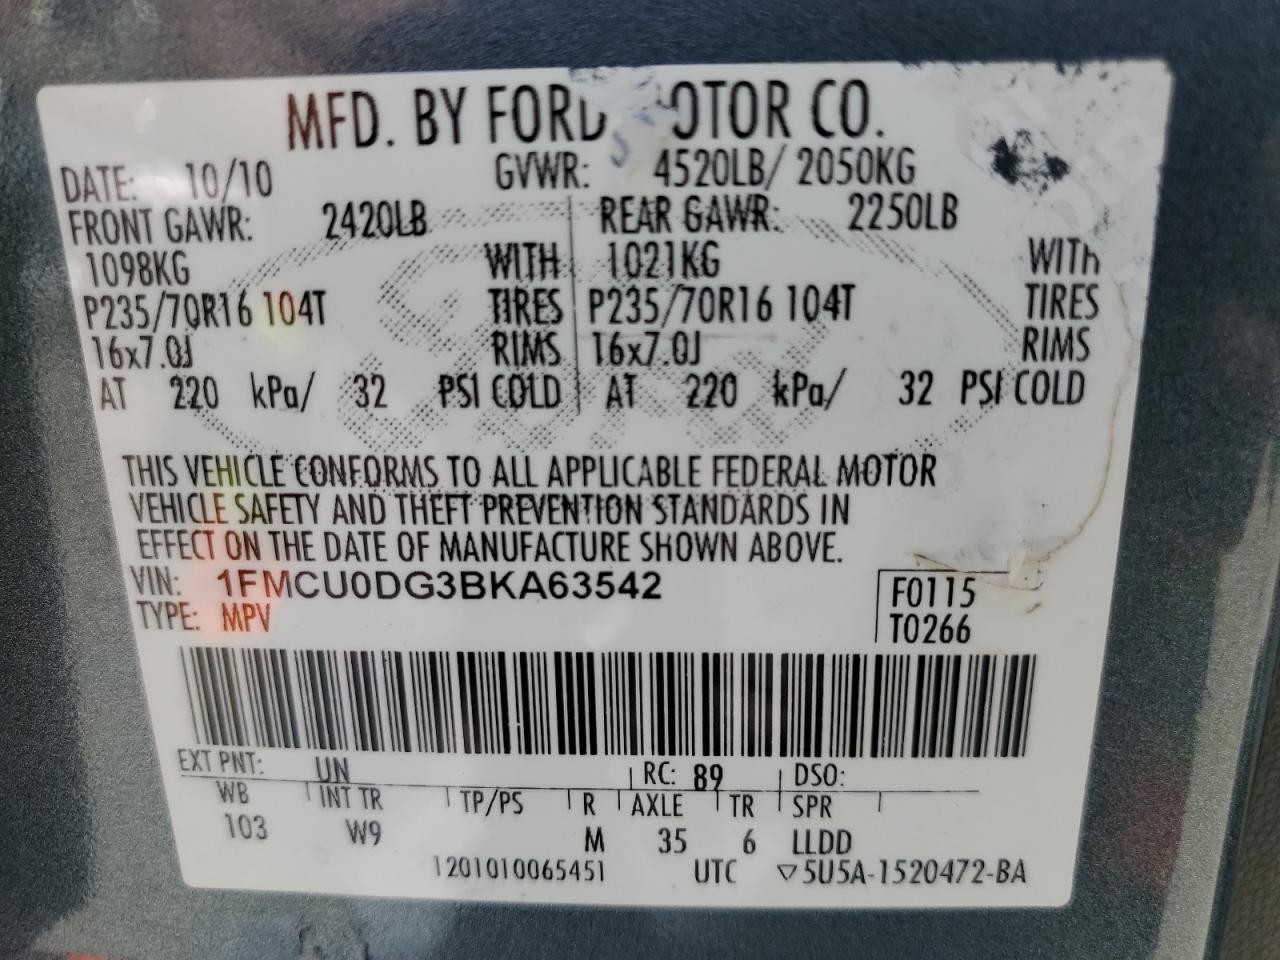 MFD. BY FORD MOTOR CO.
DATE: 10/10 GVWR: 4520LB/ 2050KG
FRONT GAWR: 2420LB REAR GAWR: 2250LB
1098KG WITH 1021KG WITH
P235/70R16 104T TIRES P235/70R16 104T TIRES
16x7.0J RIMS 16x7.0J RIMS
AT 220 kPa/ 32 PSI COLD AT 220 kPa/ 32 PSI COLD
THIS VEHICLE CONFORMS TO ALL APPLICABLE FEDERAL MOTOR
VEHICLE SAFETY AND THEFT PREVENTION STANDARDS IN
EFFECT ON THE DATE OF MANUFACTURE SHOWN ABOVE.
VIN: 1FMCU0DG3BKA63542 F0115
TYPE: MPV T0266
EXT PNT: UN RC: 89 DSO:
WB INT TR TP/PS R AXLE TR SPR
103 W9 M 35 6 LLDD
1201010065451 UTC ▽5U5A-1520472-BA